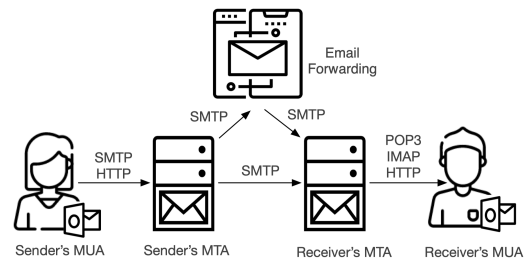 Email
Forwarding
SMTP
SMTP
SMTP
HTTP
SMTP
POP3
IMAP
HTTP
Sender's MUA
Sender's MTA
Receiver's MTA
Receiver's MUA